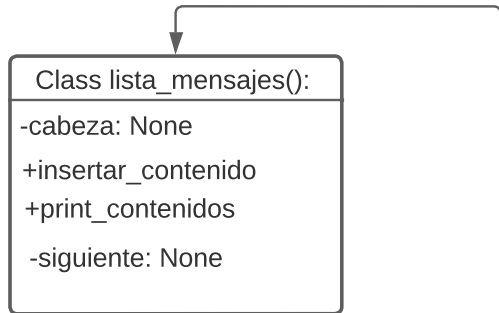 Class lista_mensajes():
-cabeza: None
+insertar_contenido
+print_contenidos
-siguiente: None